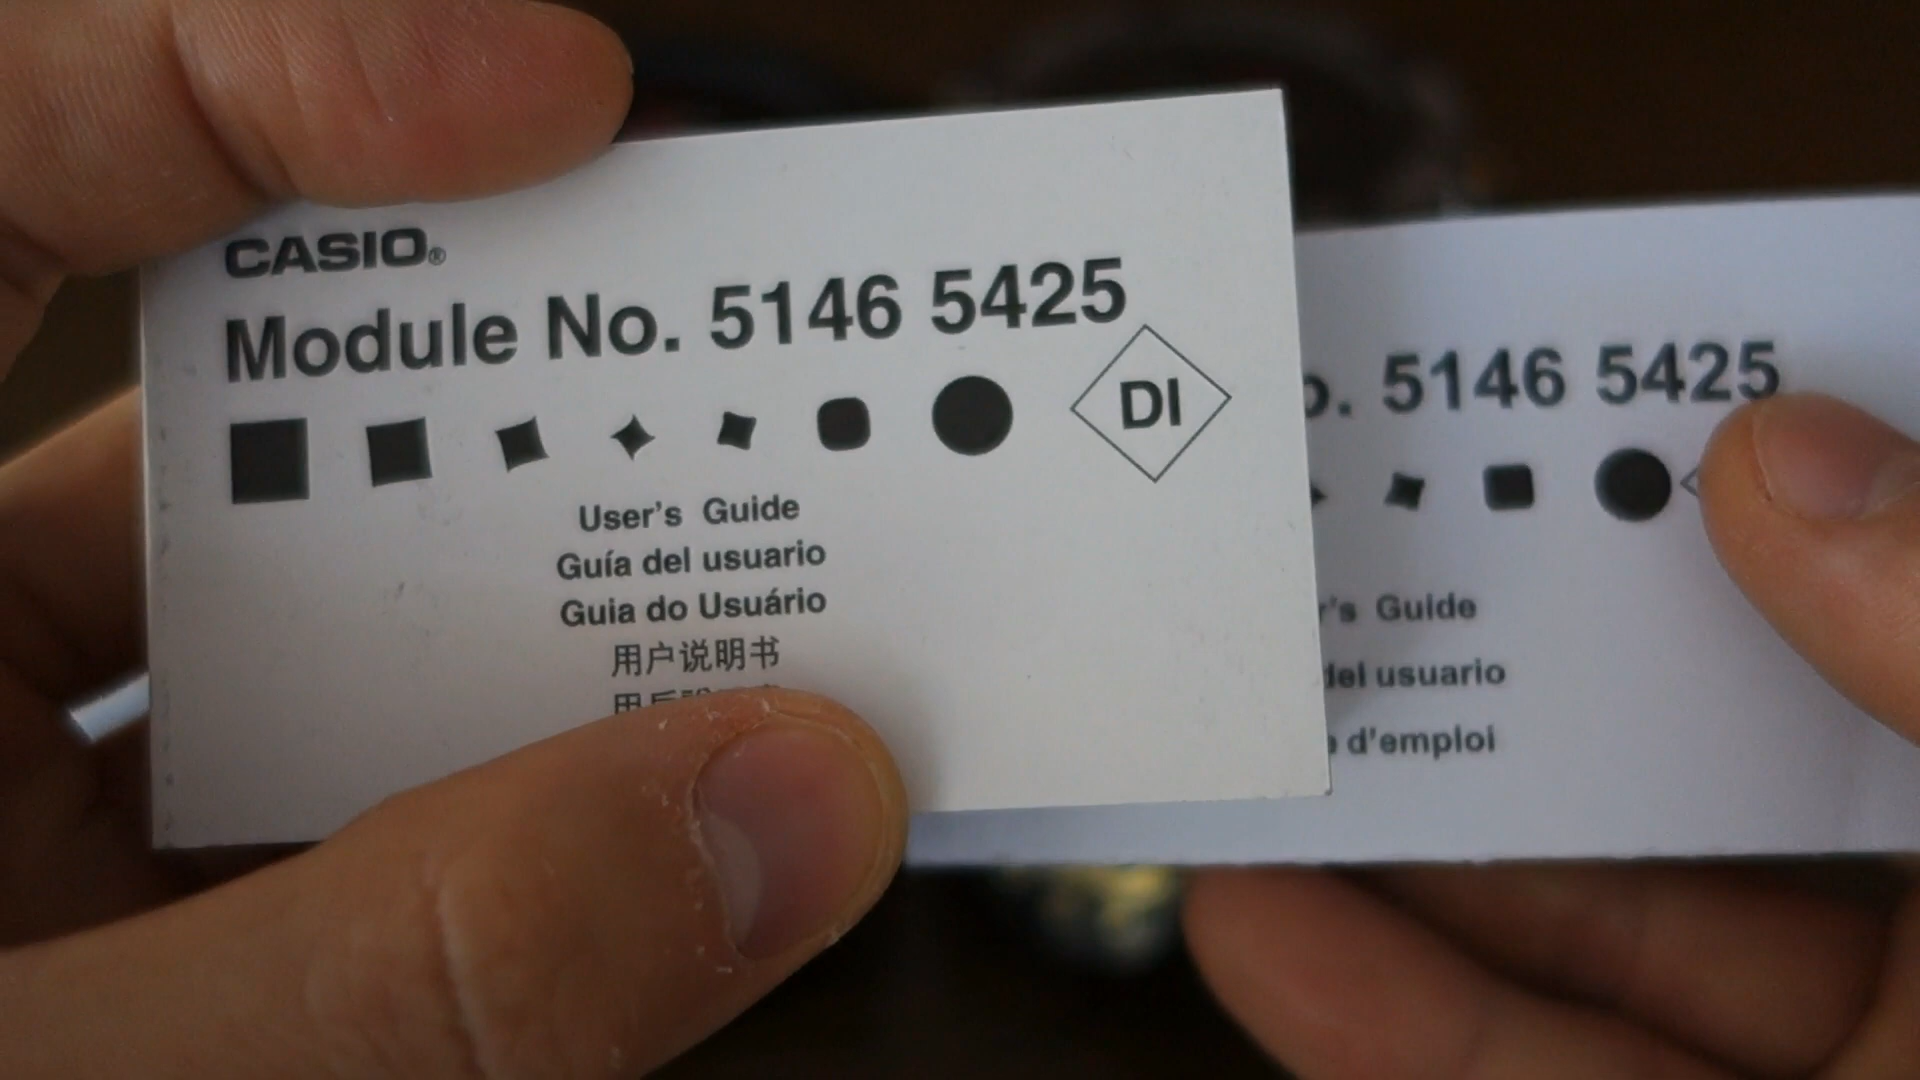 CASIO®
Module No. 5146 5425
DI
User's Guide
Guía del usuario
Guia do Usuário
用户说明书
5146 5425
Guide
usuario
d'emploi